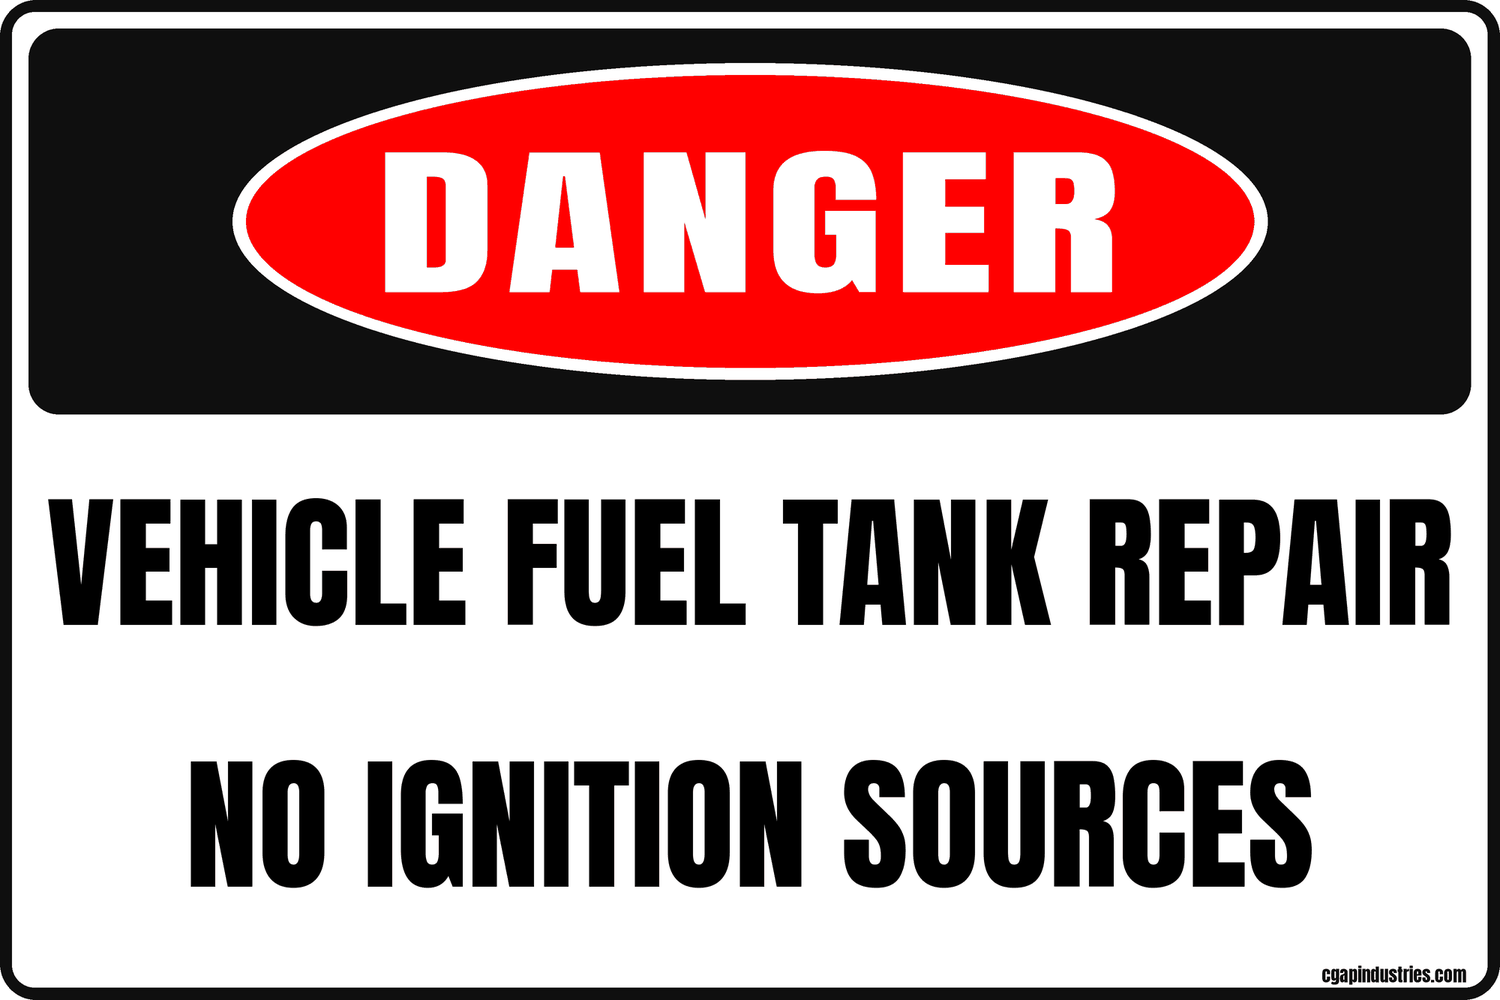 DANGER
VEHICLE FUEL TANK REPAIR
NO IGNITION SOURCES
cgapindustries.com